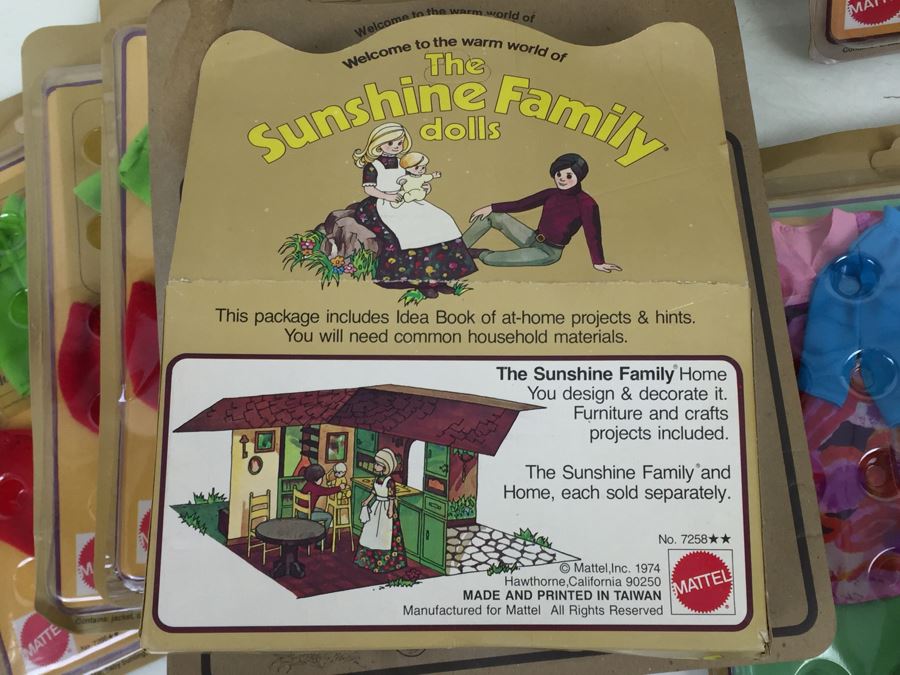 Welcome to the warm world of
Welcome to the warm world of
The
Sunshine Family®
dolls
This package includes Idea Book of at-home projects & hints.
You will need common household materials.
The Sunshine Family® Home
You design & decorate it.
Furniture and crafts
projects included.
The Sunshine Family® and
Home, each sold separately.
No. 7258★★
© Mattel, Inc. 1974
Hawthorne, California 90250
MADE AND PRINTED IN TAIWAN
Manufactured for Mattel All Rights Reserved
MATTEL
MATTEL
Contains: jacket,